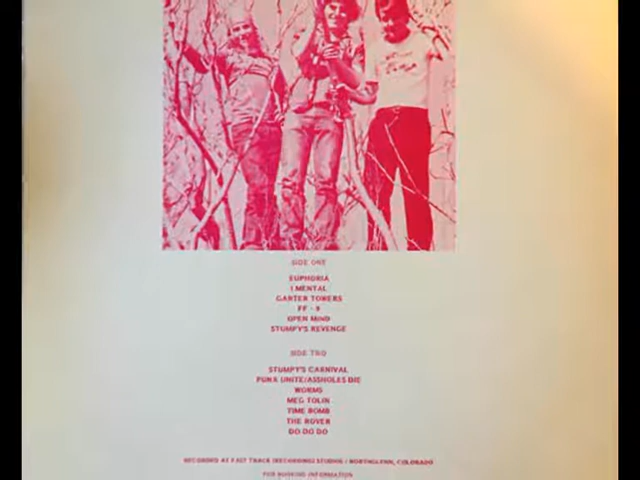 SIDE ONE
EUPHORIA
I MENTAL
GARTER TOWERS
FF - 9
OPEN MIND
STUMPY'S REVENGE
SIDE TWO
STUMPY'S CARNIVAL
PUNX UNITE/ASSHOLES DIE
WORMS
MEG TOLIN
TIME BOMB
THE ROVER
DO DO DO
RECORDED AT FAST TRACK (RECORDING) STUDIOS / NORTHGLENN, COLORADO
FOR BOOKING INFORMATION